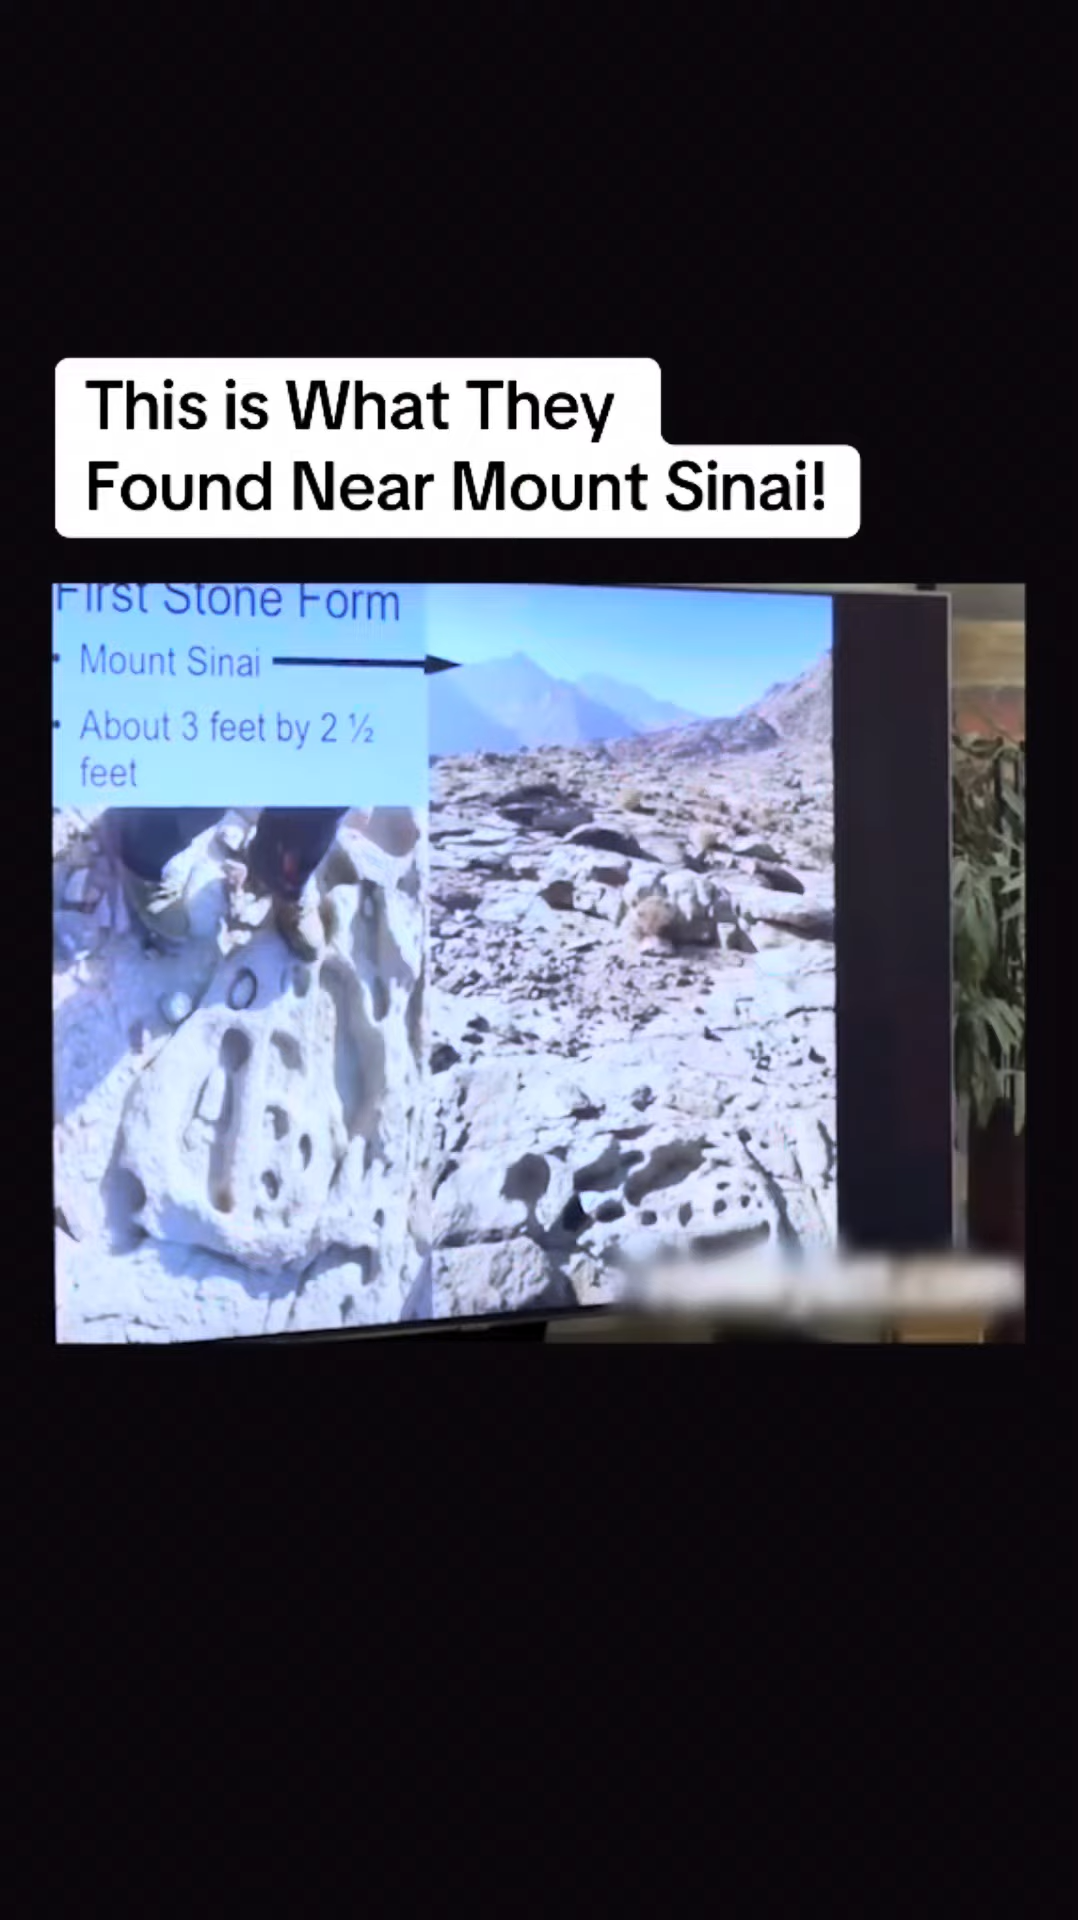 This is What They
Found Near Mount Sinai!
First Stone Form
• Mount Sinai
• About 3 feet by 2 ½
feet